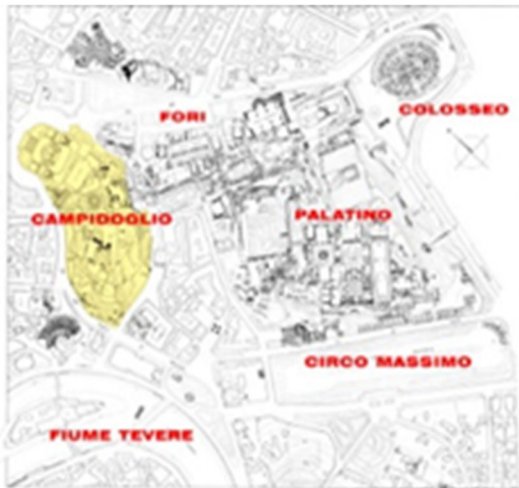 COLOSSEO
FORI
CAMPIDOGLIO
PALATINO
CIRCO MASSIMO
FIUME TEVERE